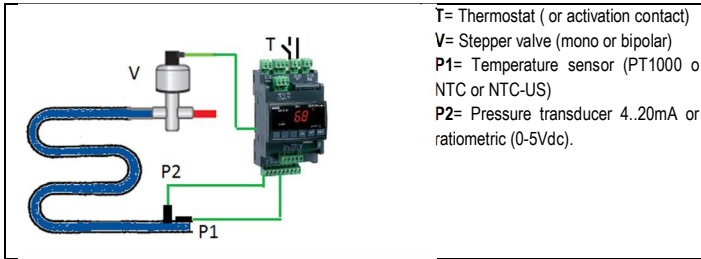 T= Thermostat ( or activation contact)
V= Stepper valve (mono or bipolar)
P1= Temperature sensor (PT1000 o
NTC or NTC-US)
P2= Pressure transducer 4..20mA or
ratiometric (0-5Vdc).
T
V
68
P2
P1